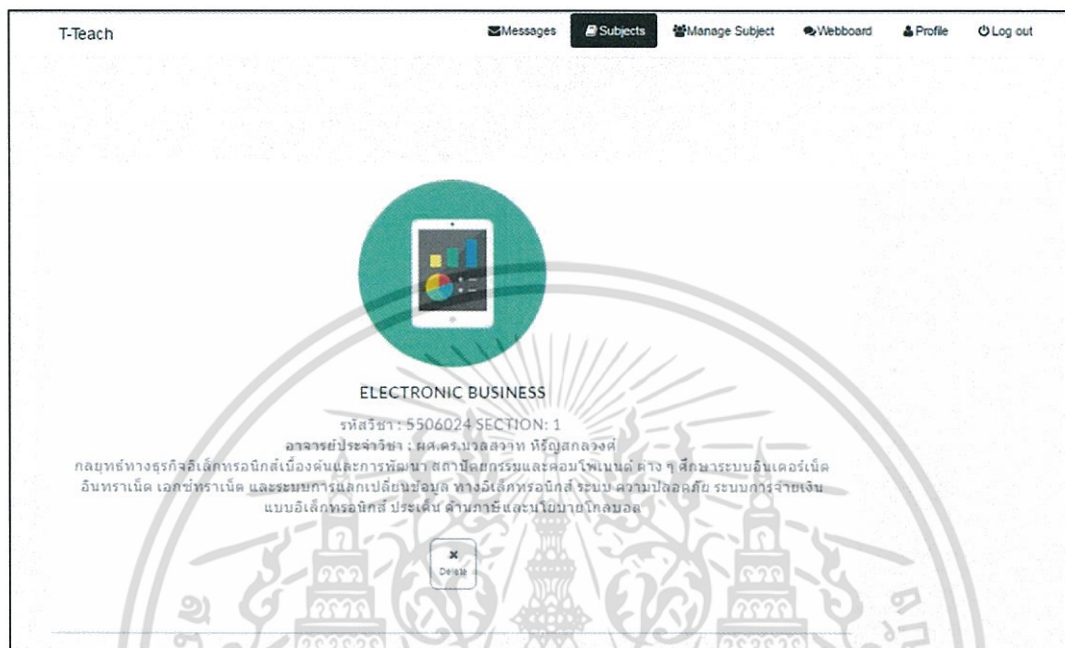 T-Teach
Messages Subjects Manage Subject Webboard Profile Log out
ELECTRONIC BUSINESS
รหัสวิชา : 5506024 SECTION: 1
อาจารย์ประจำวิชา : ผศ.ดร.นวลสวาท หิรัญสกลวงศ์
กลยุทธ์ทางธุรกิจอิเล็กทรอนิกส์เบื้องต้นและการพัฒนา สถาปัตยกรรมและคอมโพเนนต์ ต่าง ๆ ศึกษาระบบอินเตอร์เน็ต
อินทราเน็ต เอกซ์ทราเน็ต และระบบการแลกเปลี่ยนข้อมูล ทางอิเล็กทรอนิกส์ ระบบ ความปลอดภัย ระบบการจ่ายเงิน
แบบอิเล็กทรอนิกส์ ประเด็น ด้านภาษีและนโยบายโกลบอล
Delete